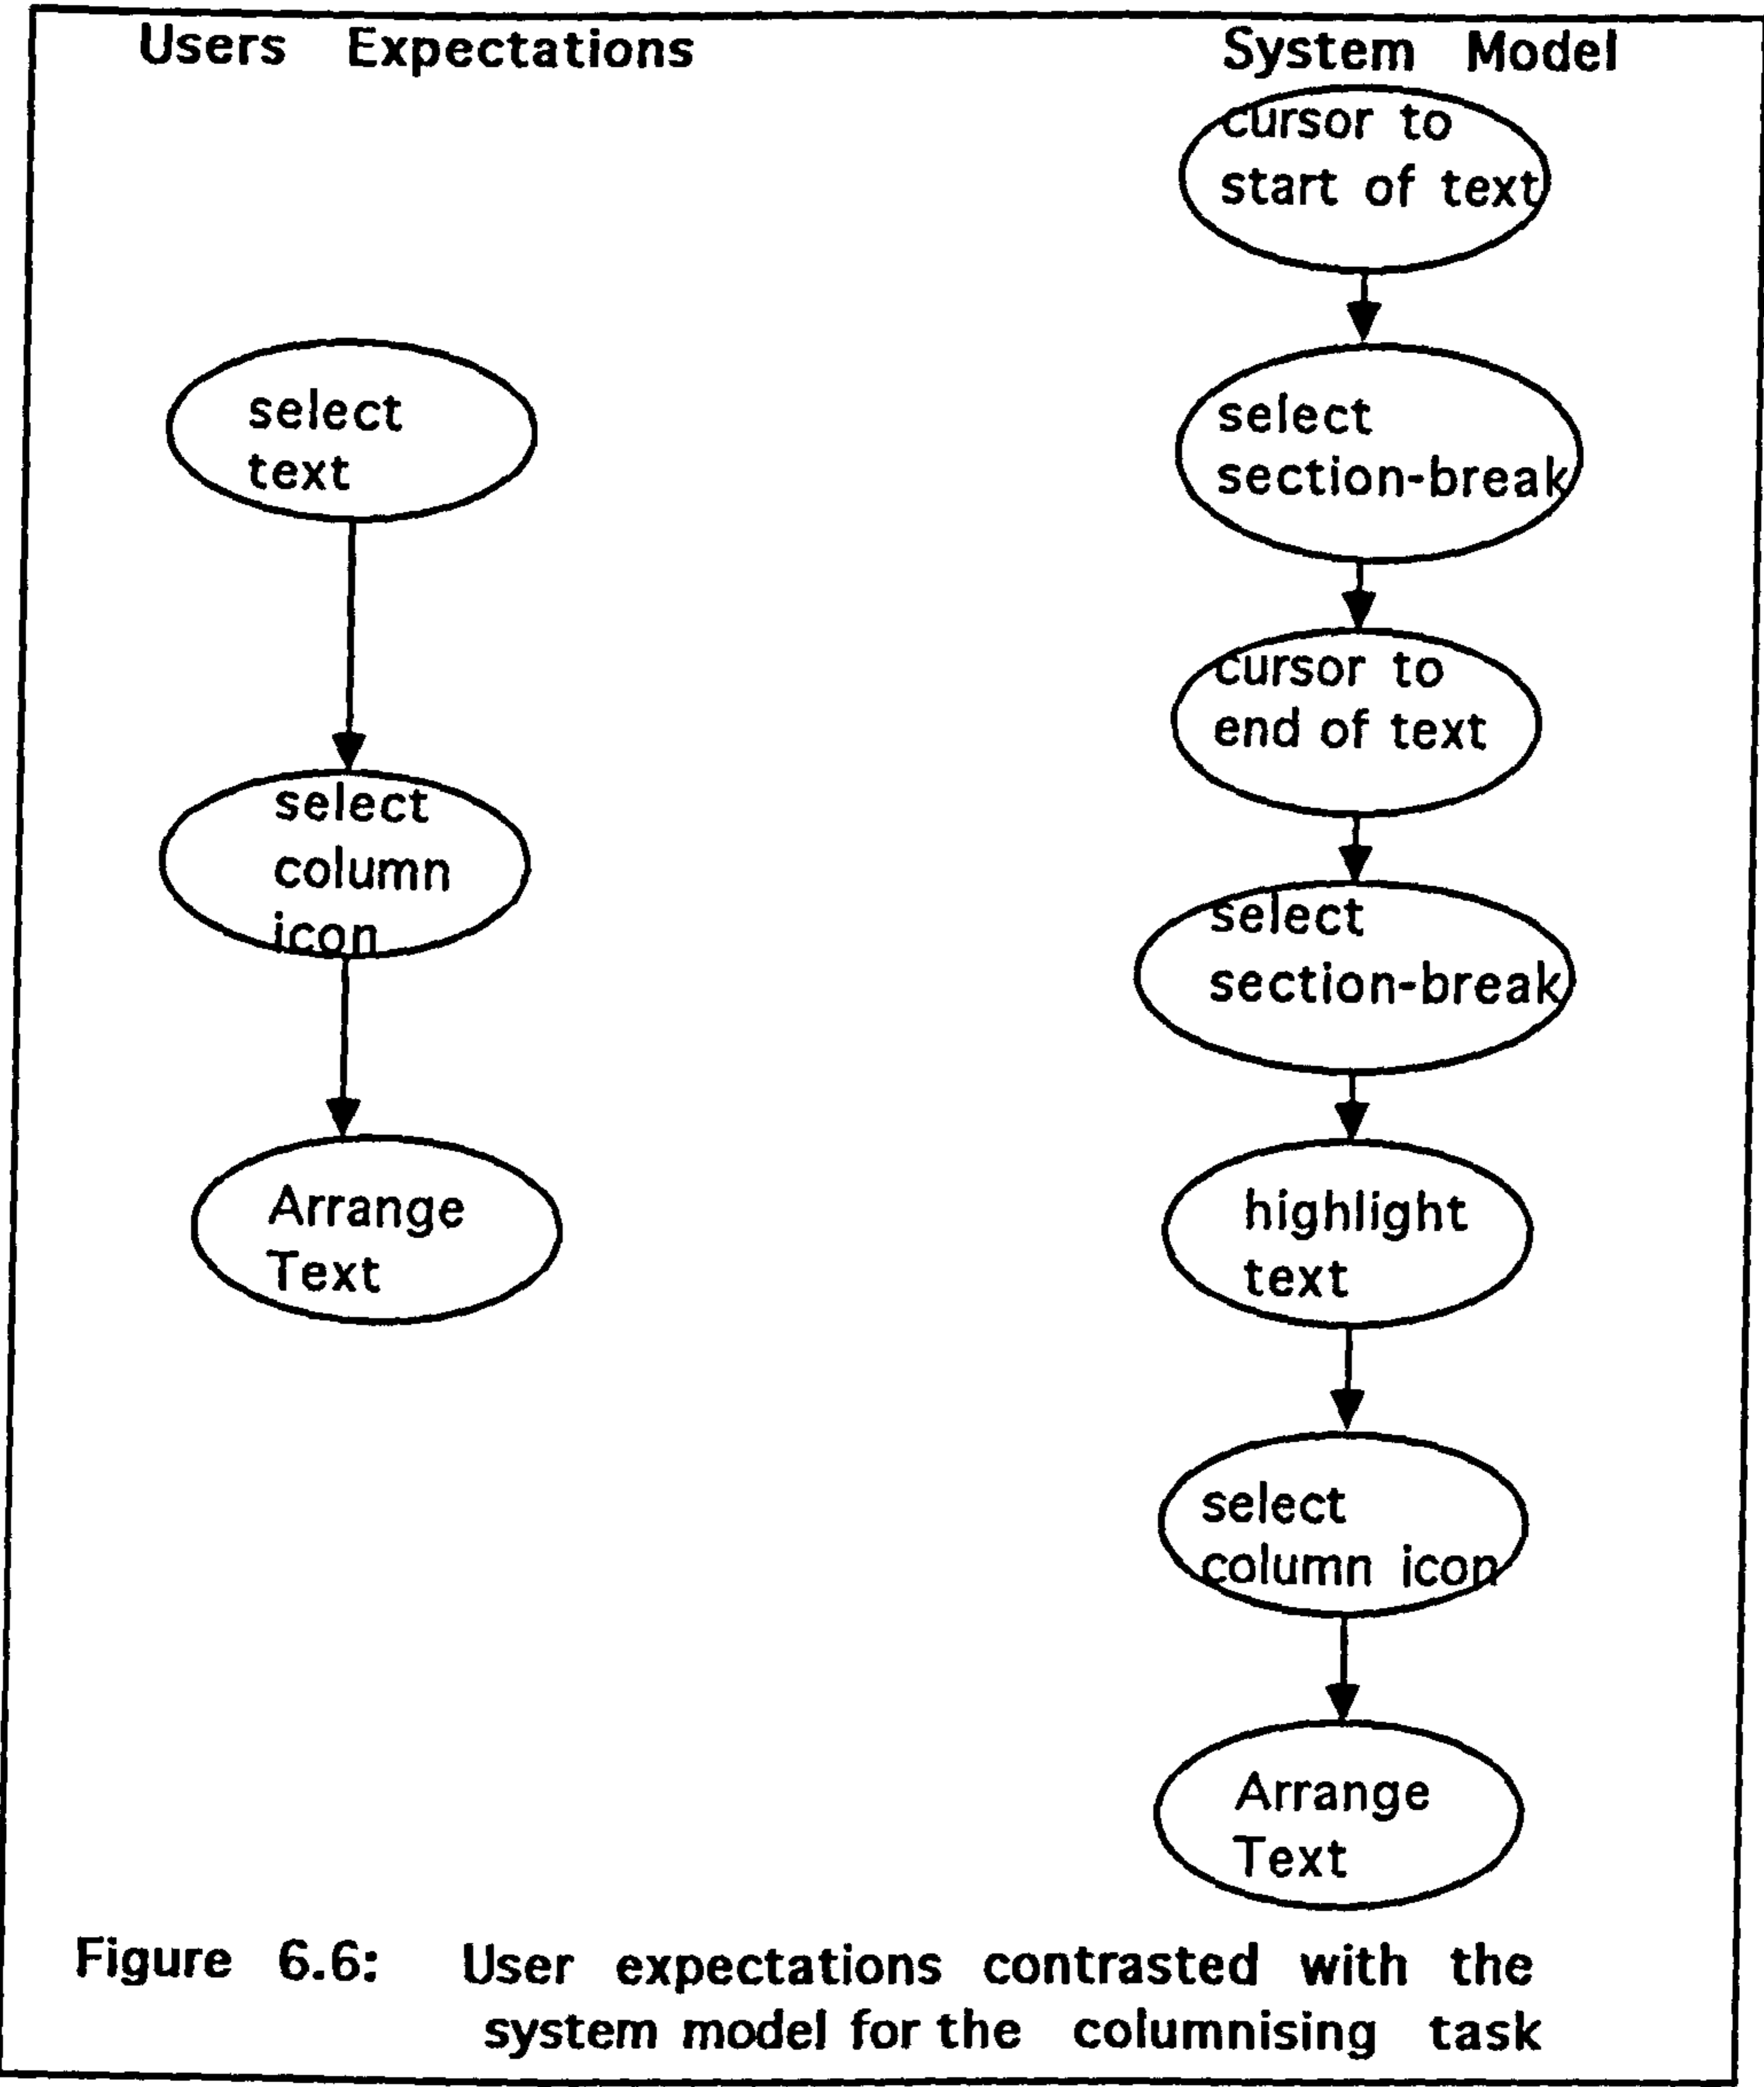 Users Expectations
select
text
select
column
icon
Arrange
Text
System Model
cursor to
start of text
select
section-break
cursor to
end of text
select
section-break
highlight
text
select
column icon
Arrange
Text
Figure 6.6: User expectations contrasted with the
system model for the columnising task